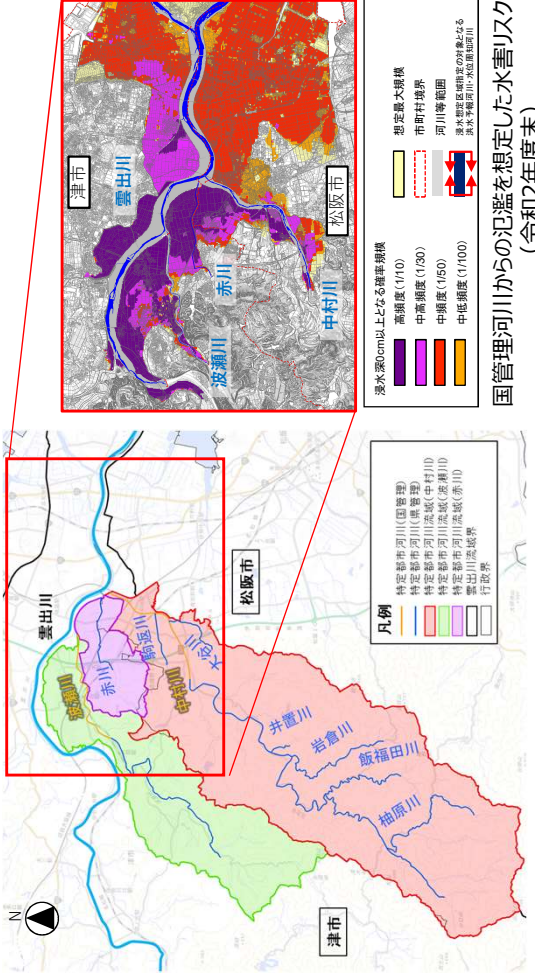 N
雲出川
波瀬川
赤川
駒返川
大谷川
中村川
松阪市
井置川
岩倉川
飯福田川
柚原川
津市
凡例
特定都市河川(国管理)
特定都市河川(県管理)
特定都市河川流域(中村川)
特定都市河川流域(波瀬川)
特定都市河川流域(赤川)
雲出川流域界
行政界
津市
雲出川
赤川
波瀬川
中村川
松阪市
浸水深0cm以上となる確率規模
高頻度(1/10)
中高頻度(1/30)
中頻度(1/50)
中低頻度(1/100)
想定最大規模
市町村境界
河川等範囲
浸水想定区域指定の対象となる
洪水予報河川・水位周知河川
国管理河川からの氾濫を想定した水害リスク
(令和2年度末)